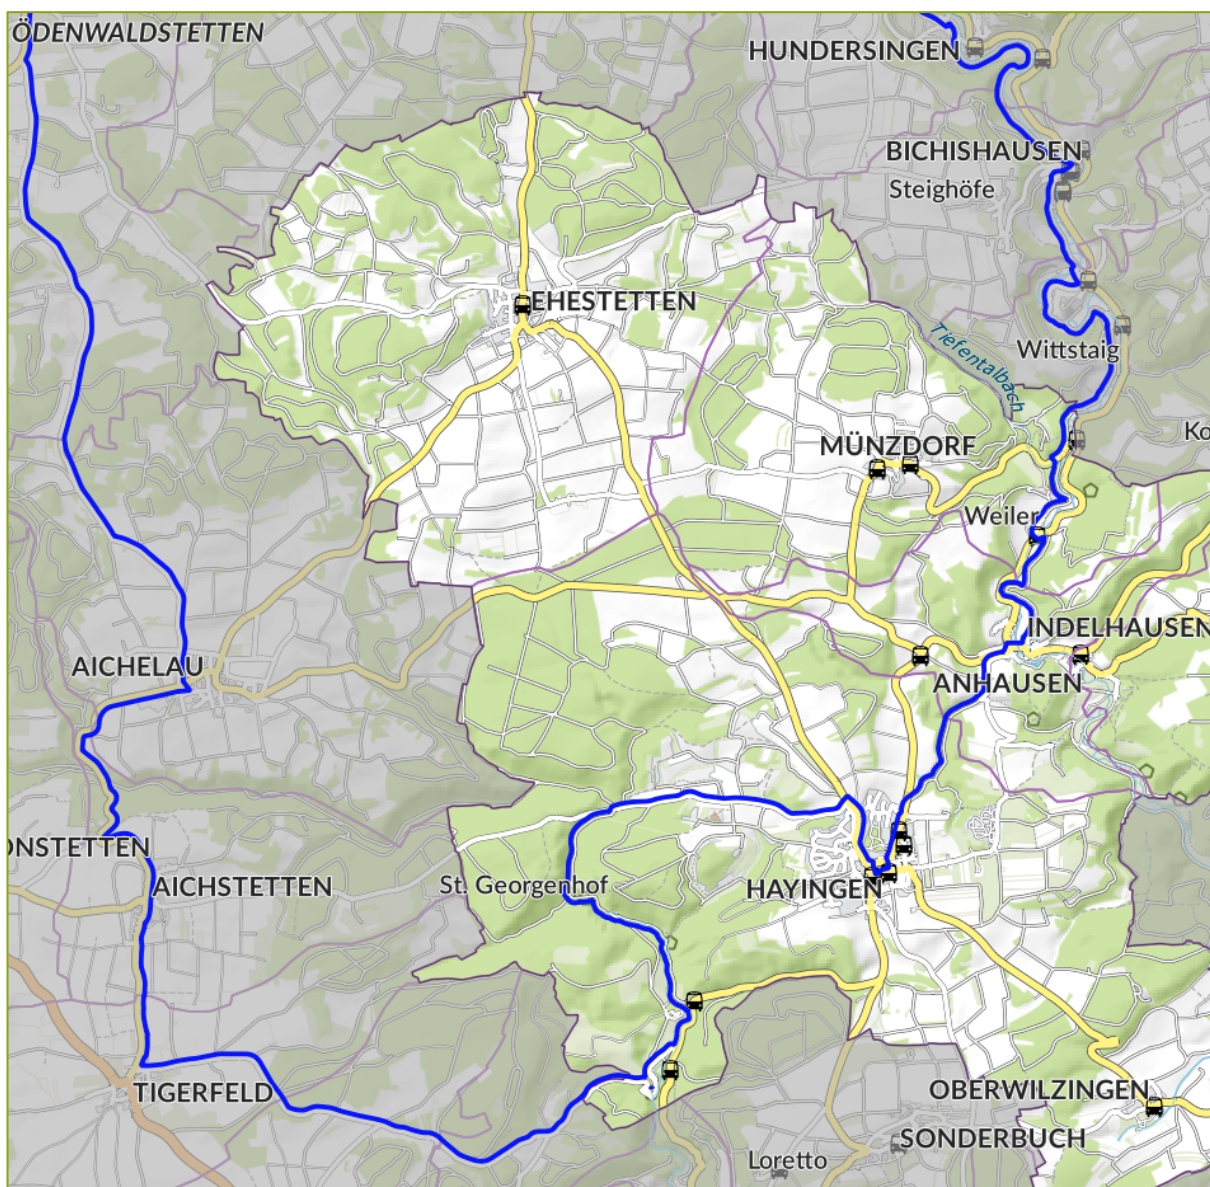 ÖDENWALDSTETTEN
HUNDERSINGEN
BICHISHAUSEN
Steighöfe
EHESTETTEN
Tiefentalbach
Wittstaig
MÜNZDORF
Ko
Weiler
INDELHAUSEN
AICHELAU
ANHAUSEN
ONSTETTEN
AICHSTETTEN
St. Georgenhof
HAYINGEN
TIGERFELD
OBERWILZINGEN
SONDERBUCH
Loretto